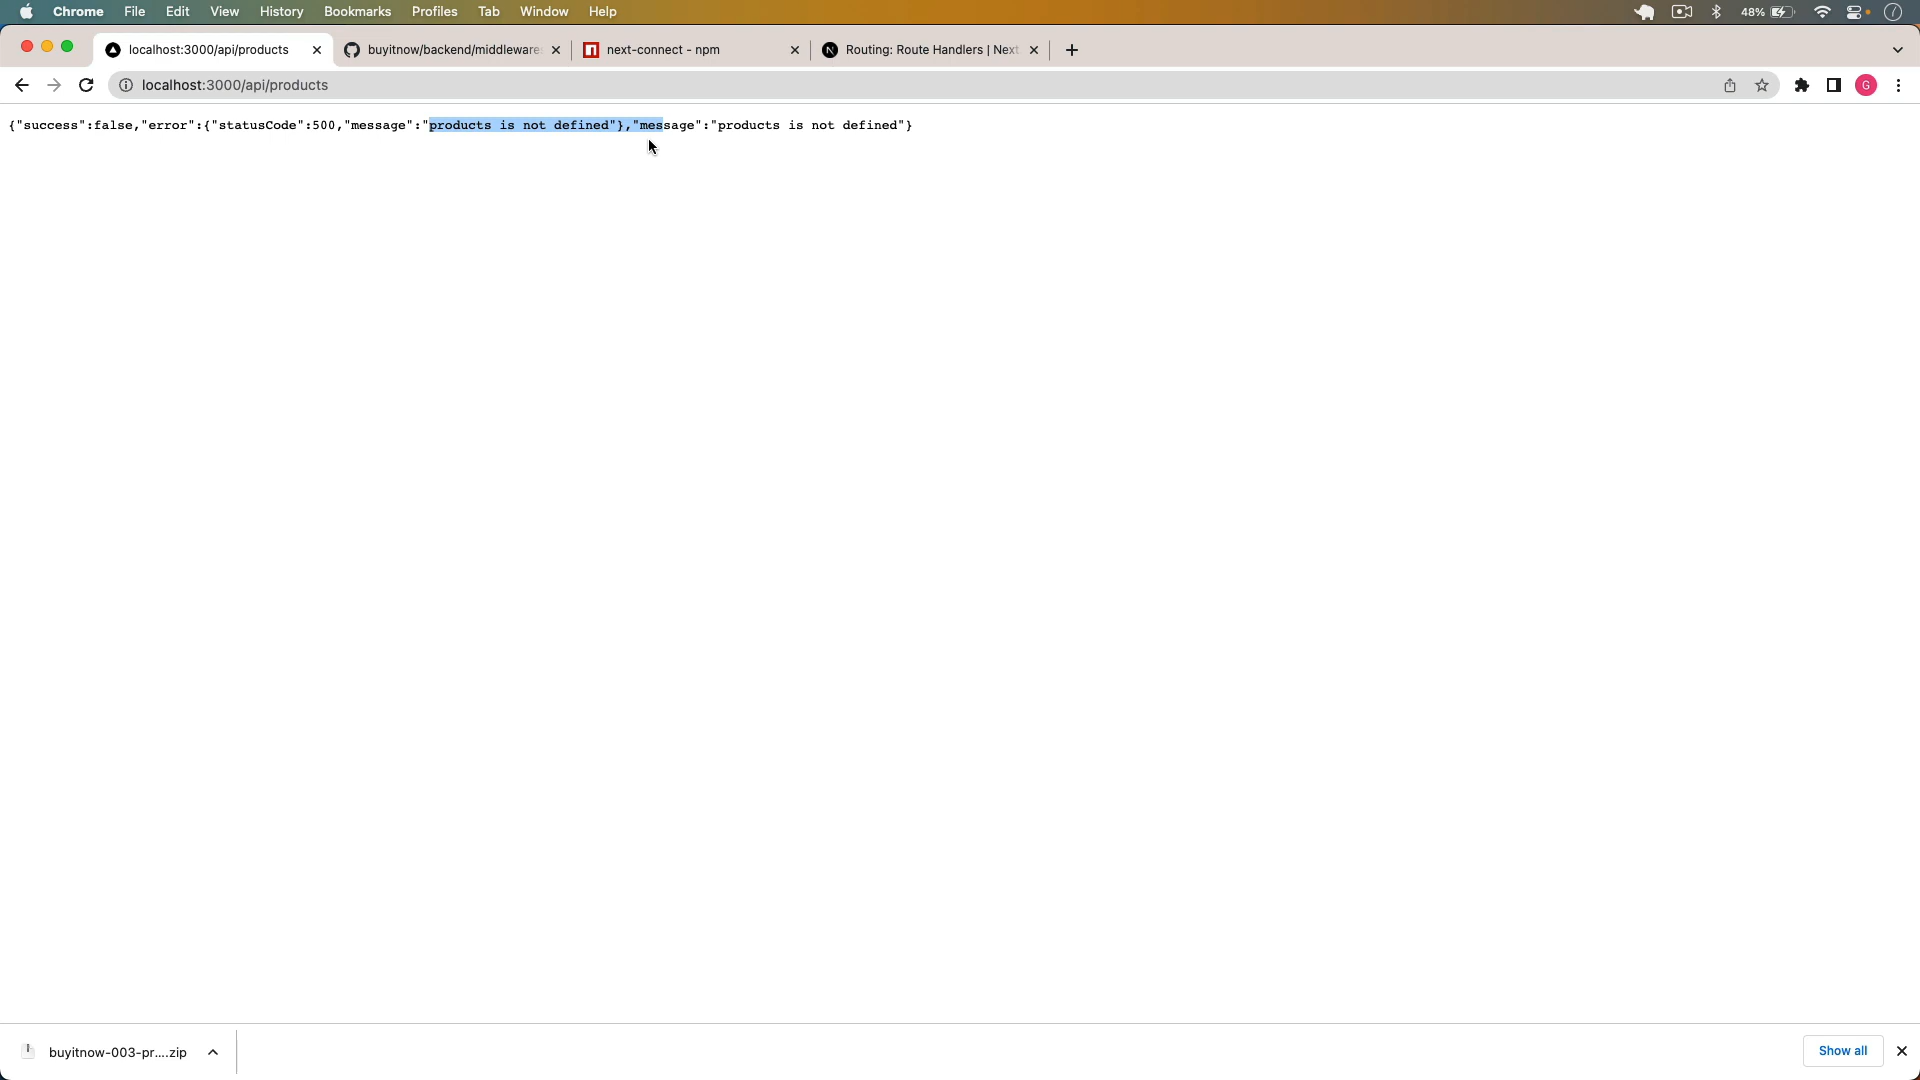 Chrome File Edit View History Bookmarks Profiles Tab Window Help 48%
localhost:3000/api/products buyitnow/backend/middleware next-connect - npm Routing: Route Handlers | Next
localhost:3000/api/products G
{"success":false,"error":{"statusCode":500,"message":"products is not defined"},"message":"products is not defined"}
buyitnow-003-pr....zip Show all